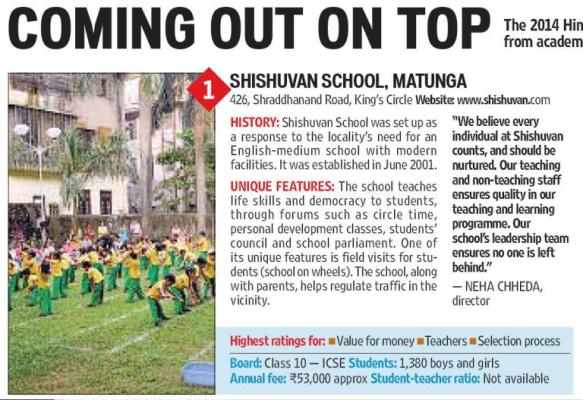 COMING OUT ON TOP
The 2014 Hin
from academ
1
SHISHUVAN SCHOOL, MATUNGA
426, Shraddhanand Road, King's Circle Website: www.shishuvan.com
HISTORY: Shishuvan School was set up as
a response to the locality's need for an
English-medium school with modern
facilities. It was established in June 2001.
UNIQUE FEATURES: The school teaches
life skills and democracy to students,
through forums such as circle time,
personal development classes, students'
council and school parliament. One of
its unique features is field visits for stu-
dents (school on wheels). The school, along
with parents, helps regulate traffic in the
vicinity.
"We believe every
individual at Shishuvan
counts, and should be
nurtured. Our teaching
and non-teaching staff
ensures quality in our
teaching and learning
programme. Our
school's leadership team
ensures no one is left
behind."
— NEHA CHHEDA,
director
Highest ratings for: ■ Value for money ■ Teachers ■ Selection process
Board: Class 10 — ICSE Students: 1,380 boys and girls
Annual fee: ₹53,000 approx Student-teacher ratio: Not available